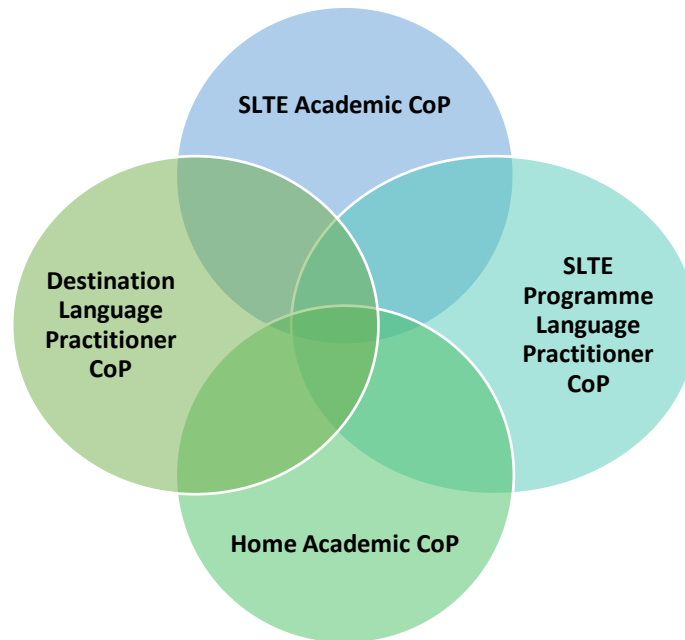 SLTE Academic CoP
Destination
Language
Practitioner
CoP
SLTE
Programme
Language
Practitioner
CoP
Home Academic CoP